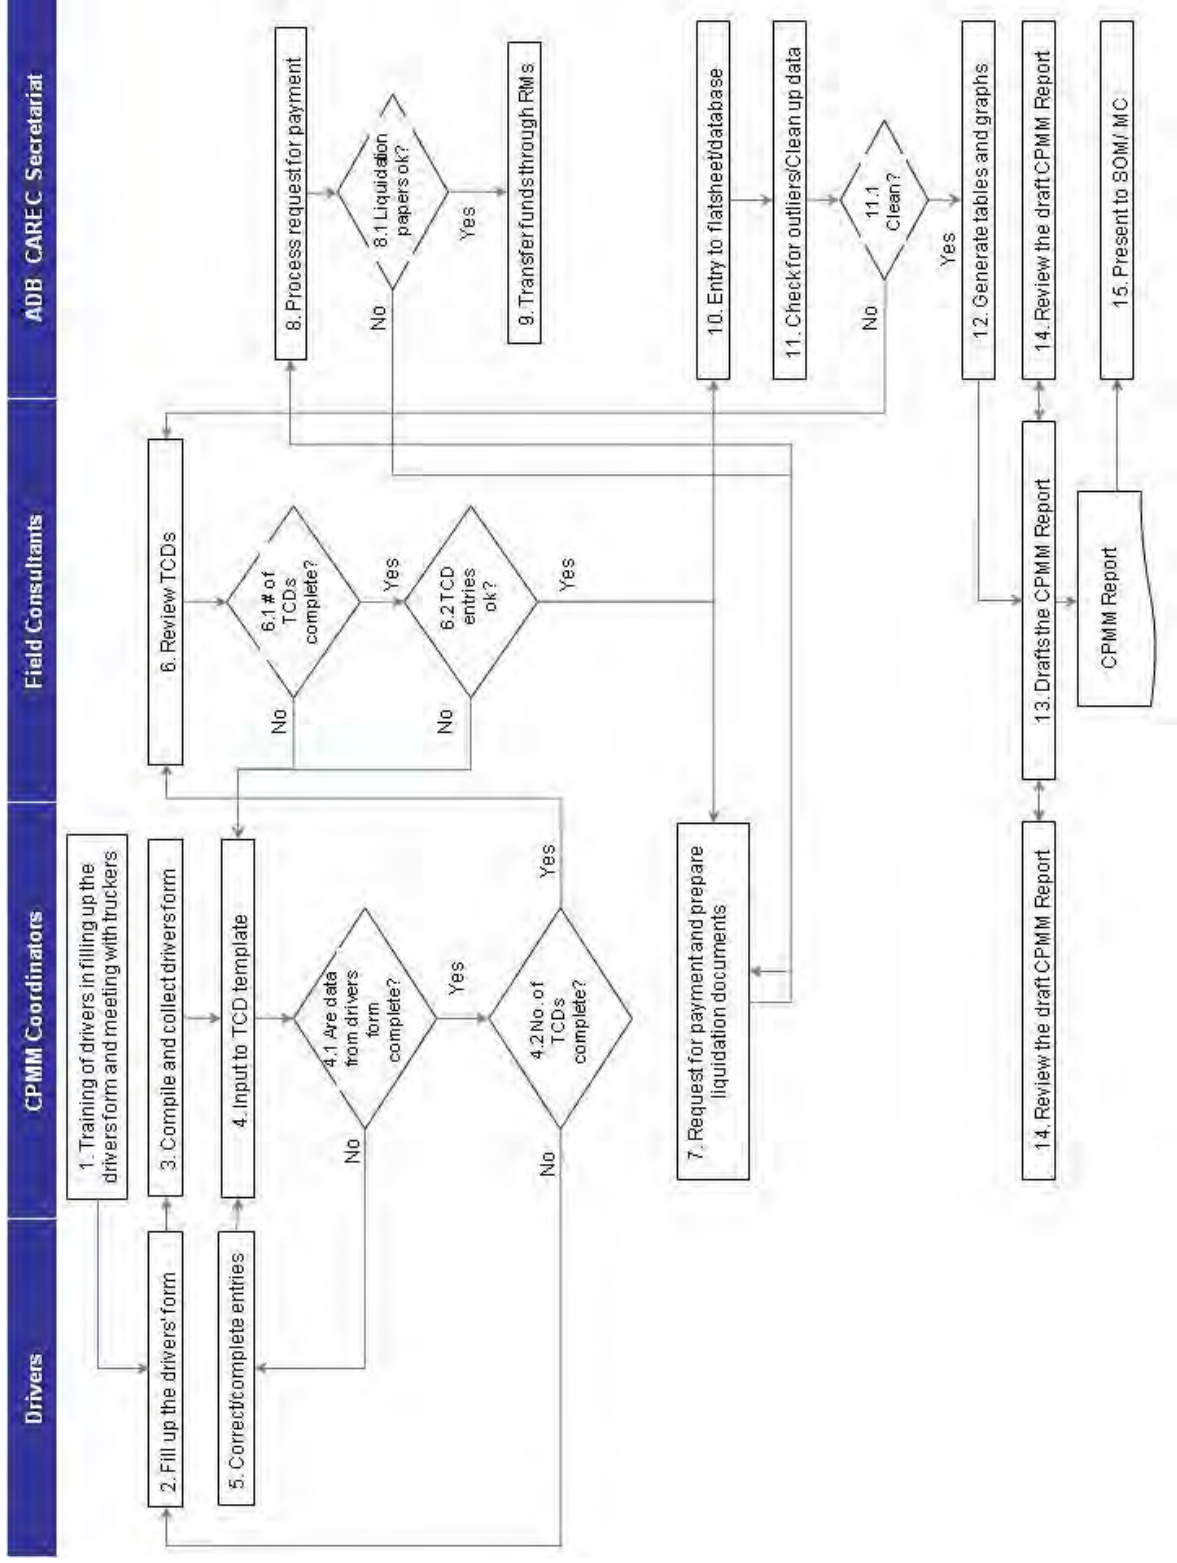 Drivers
CPMM Coordinators
Field Consultants
ADB CAREC Secretariat
1. Training of drivers in filling up the
drivers form and meeting with truckers
2. Fill up the drivers' form
3. Compile and collect drivers form
6. Review TCDs
5. Correct/complete entries
4. Input to TCD template
8. Process request for payment
No
4.1 Are data
from drivers
form
complete?
Yes
No
6.1 # of
TCDs
complete?
Yes
No
8.1 Liquidation
papers ok?
Yes
No
4.2 No. of
TCDs
complete?
Yes
No
6.2 TCD
entries
ok?
Yes
9. Transfer funds through RMs
7. Request for payment and prepare
liquidation documents
10. Entry to flatsheet/database
11. Check for outliers/Clean up data
No
11.1
Clean?
Yes
12. Generate tables and graphs
14. Review the draft CPMM Report
13. Drafts the CPMM Report
14. Review the draft CPMM Report
CPMM Report
15. Present to SOM/ MC